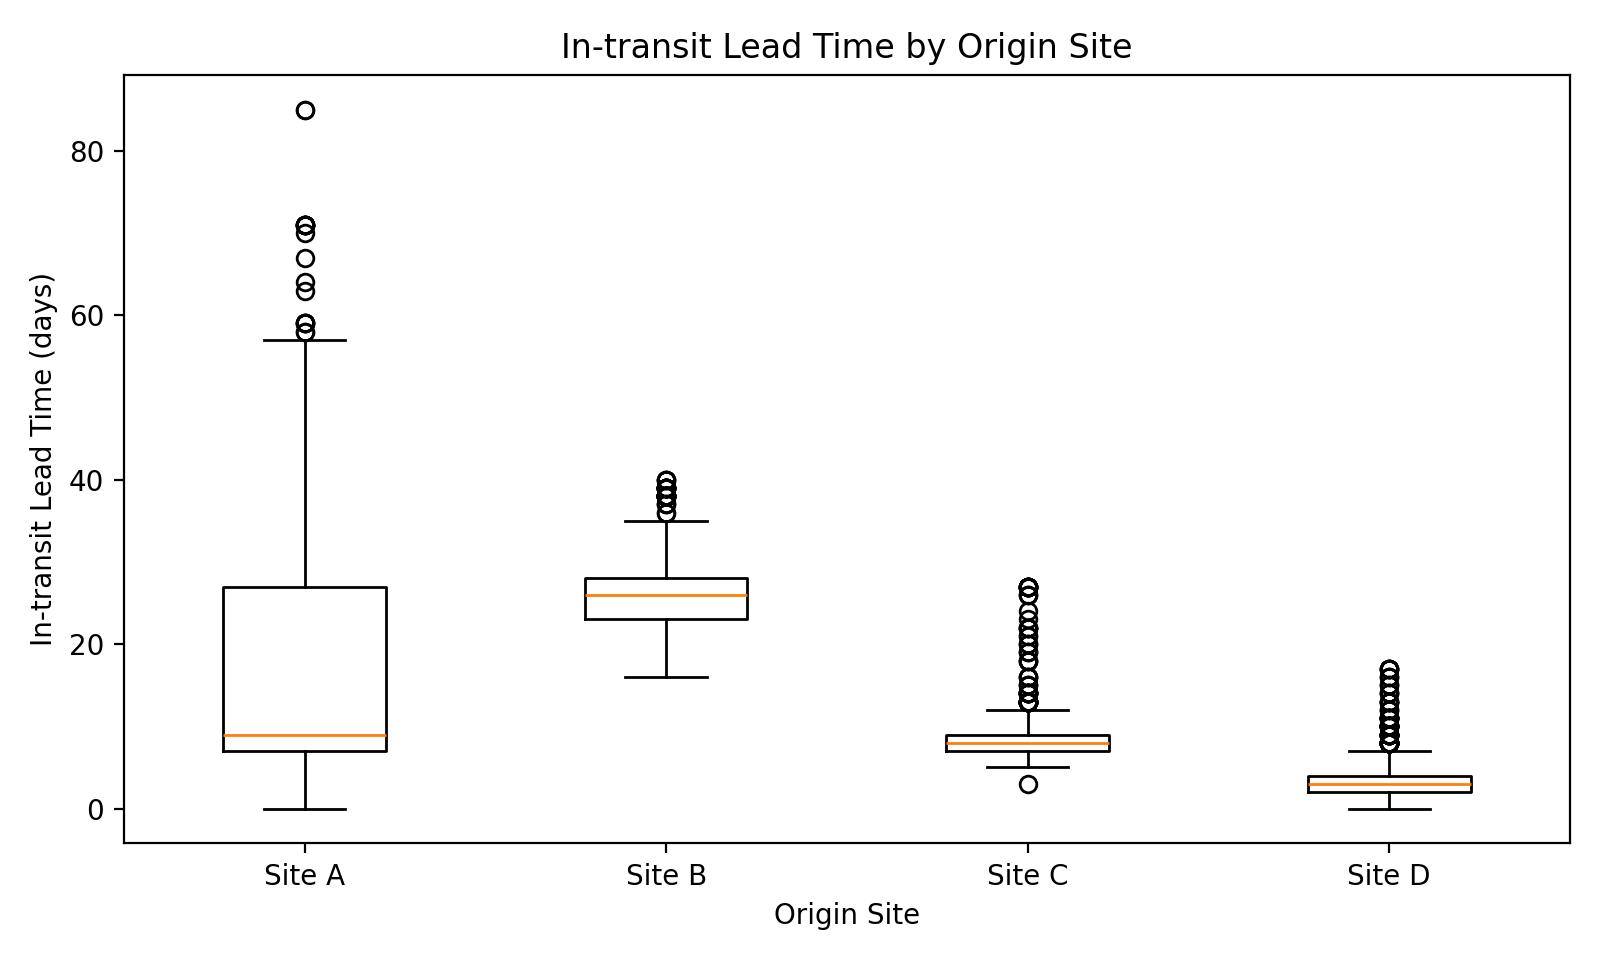 In-transit Lead Time by Origin Site
In-transit Lead Time (days)
80
60
40
20
0
Site A
Site B
Site C
Site D
Origin Site